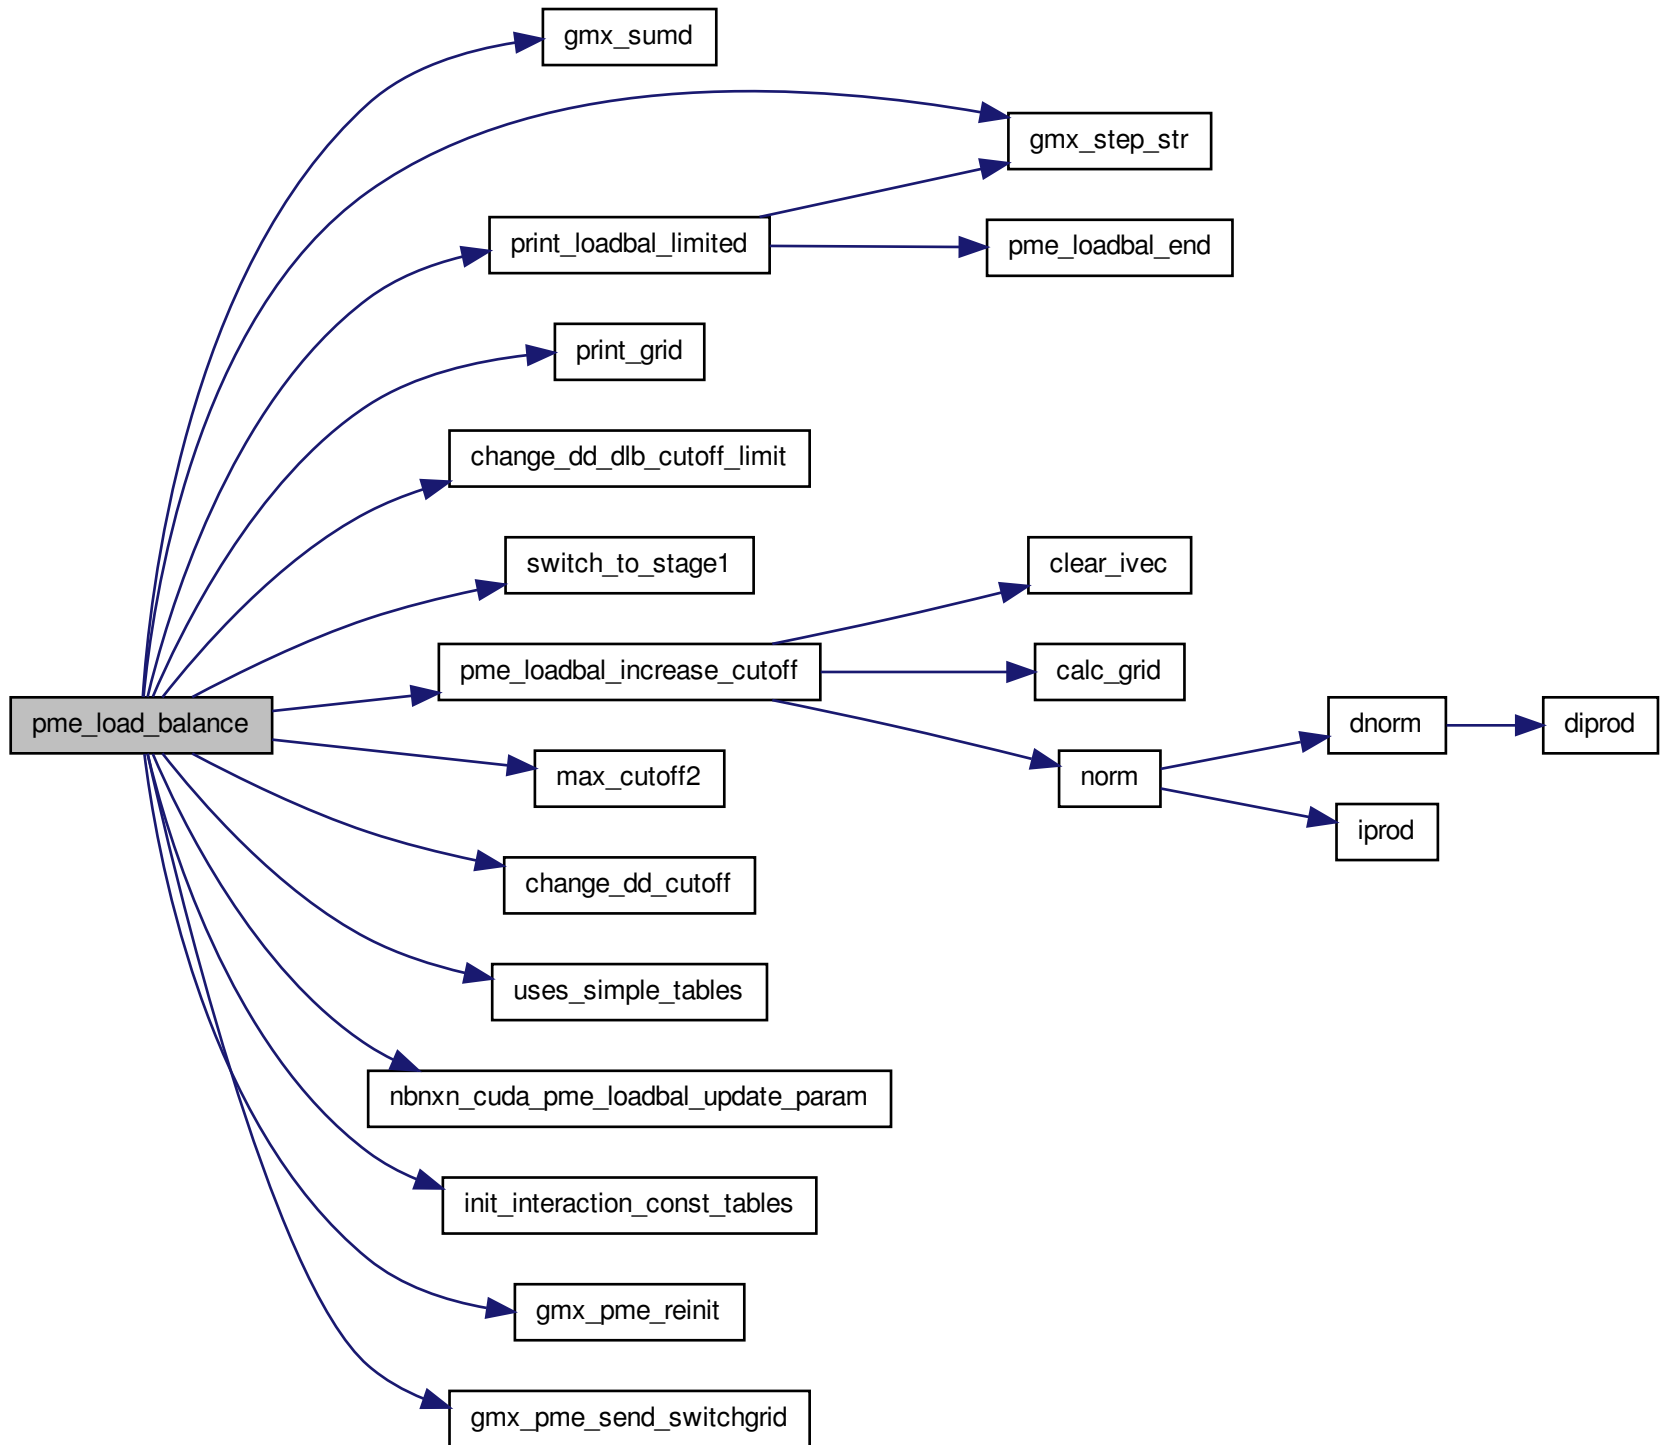 gmx_sumd
gmx_step_str
print_loadbal_limited
pme_loadbal_end
print_grid
change_dd_dlb_cutoff_limit
switch_to_stage1
clear_ivec
pme_loadbal_increase_cutoff
calc_grid
pme_load_balance
dnorm
diprod
max_cutoff2
norm
iprod
change_dd_cutoff
uses_simple_tables
nbnxn_cuda_pme_loadbal_update_param
init_interaction_const_tables
gmx_pme_reinit
gmx_pme_send_switchgrid